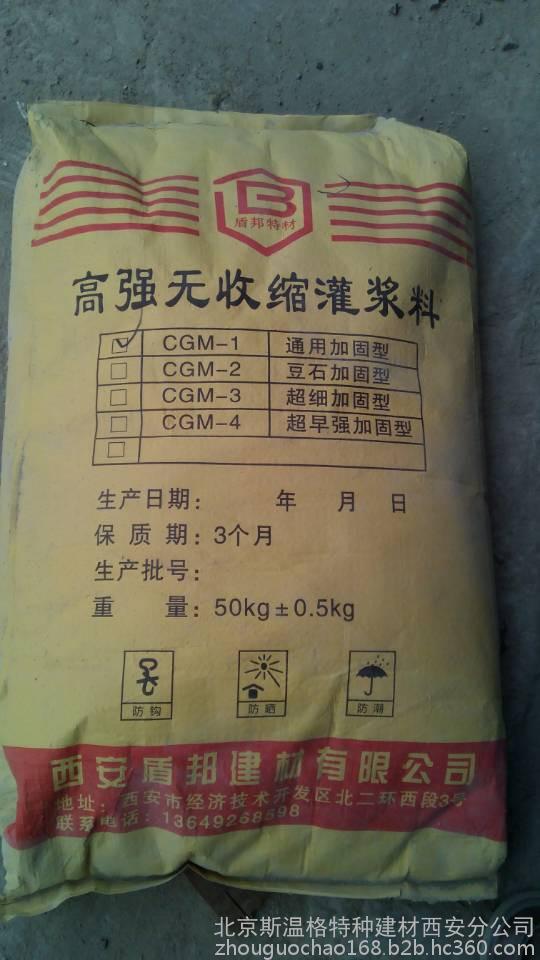 盾邦特材
高强无收缩灌浆料
CGM-1 通用加固型
CGM-2 豆石加固型
CGM-3 超细加固型
CGM-4 超早强加固型
生产日期: 年 月 日
保质期:3个月
生产批号:
重量:50kg±0.5kg
防钩 防晒 防潮
西安盾邦建材有限公司
地址:西安市经济技术开发区北二环西段3号
联系电话:13649268598
北京斯温格特种建材西安分公司
zhouguochao168.b2b.hc360.com